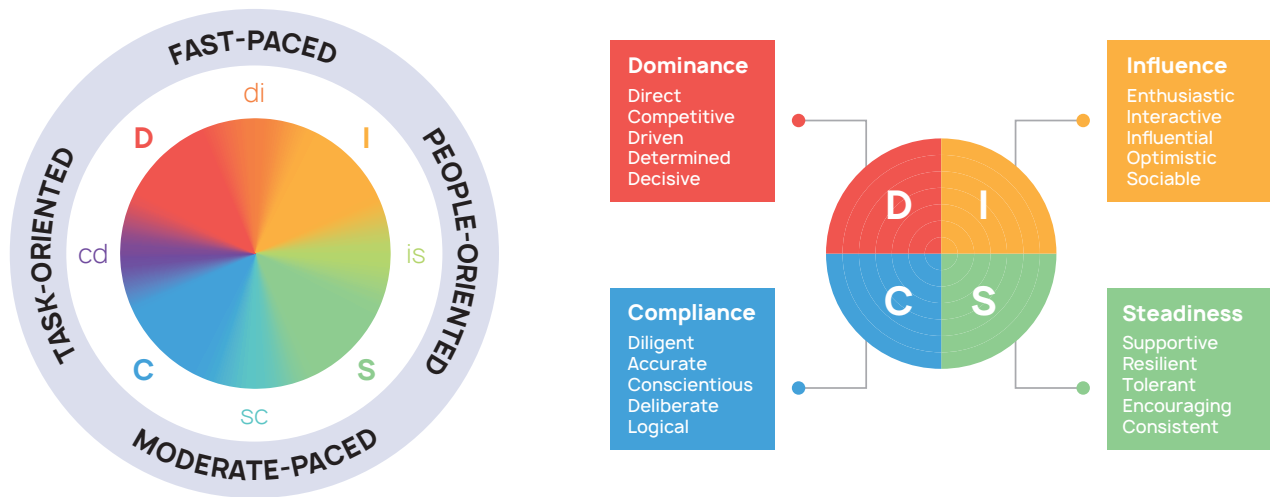 FAST-PACED
di
D
I
TASK-ORIENTED
PEOPLE-ORIENTED
cd
is
C
S
sc
MODERATE-PACED
Dominance
Direct
Competitive
Driven
Determined
Decisive
Influence
Enthusiastic
Interactive
Influential
Optimistic
Sociable
D
I
C
S
Compliance
Diligent
Accurate
Conscientious
Deliberate
Logical
Steadiness
Supportive
Resilient
Tolerant
Encouraging
Consistent